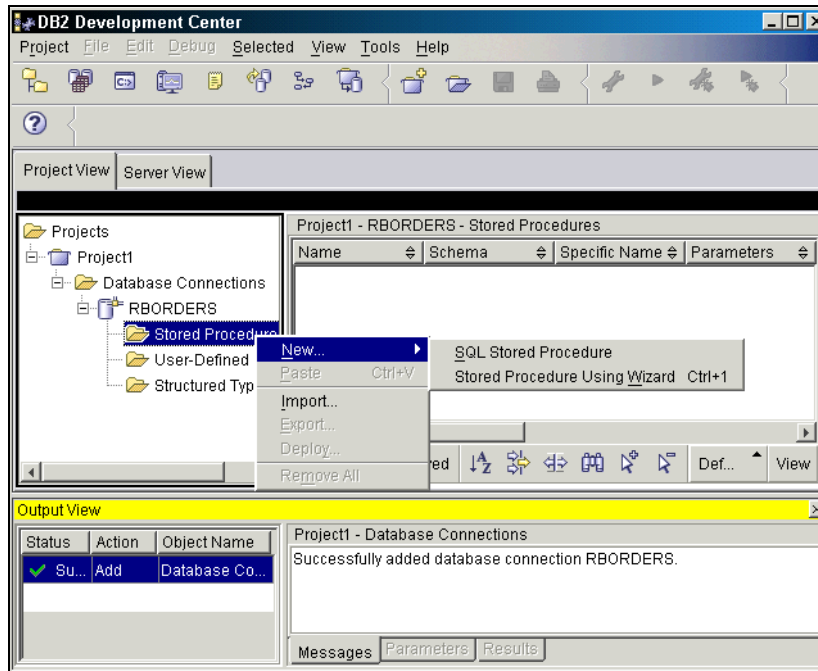 DB2 Development Center
Project File Edit Debug Selected View Tools Help
Project View Server View
Projects
Project1
Database Connections
RBORDERS
Stored Procedure
User-Defined
Structured Typ
Project1 - RBORDERS - Stored Procedures
Name Schema Specific Name Parameters
New...
Paste Ctrl+V
Import...
Export...
Deploy...
Remove All
SQL Stored Procedure
Stored Procedure Using Wizard Ctrl+1
Def... View
Output View
Status Action Object Name
Su... Add Database Co...
Project1 - Database Connections
Successfully added database connection RBORDERS.
Messages Parameters Results